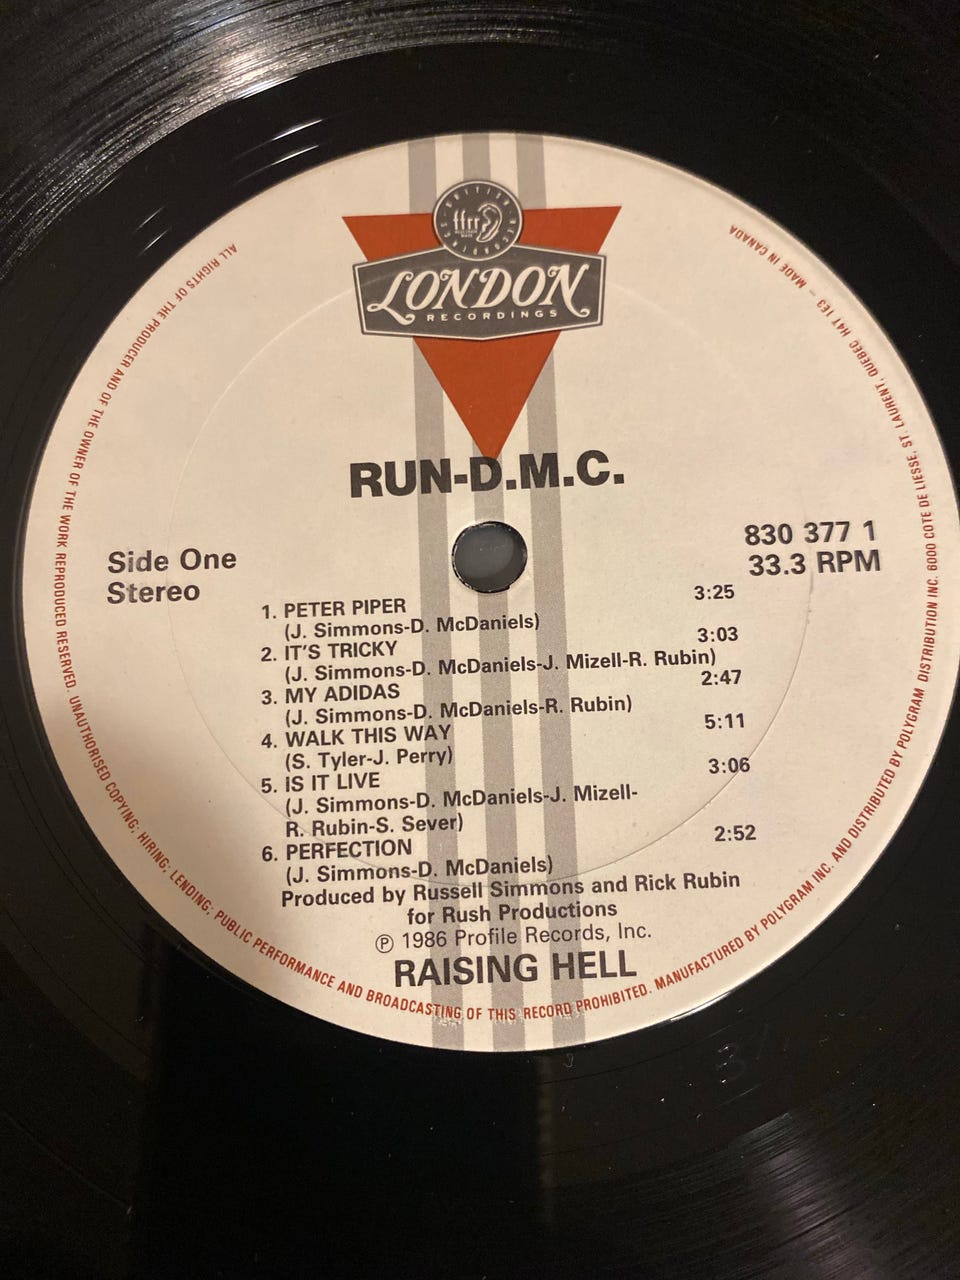 BRITISH RECORDINGS
ffrr
LONDON
RECORDINGS
RUN-D.M.C.
Side One
Stereo
830 377 1
33.3 RPM
1. PETER PIPER 3:25
(J. Simmons-D. McDaniels)
2. IT'S TRICKY 3:03
(J. Simmons-D. McDaniels-J. Mizell-R. Rubin)
3. MY ADIDAS 2:47
(J. Simmons-D. McDaniels-R. Rubin)
4. WALK THIS WAY 5:11
(S. Tyler-J. Perry)
5. IS IT LIVE 3:06
(J. Simmons-D. McDaniels-J. Mizell-
R. Rubin-S. Sever)
6. PERFECTION 2:52
(J. Simmons-D. McDaniels)
Produced by Russell Simmons and Rick Rubin
for Rush Productions
℗ 1986 Profile Records, Inc.
RAISING HELL
ALL RIGHTS OF THE PRODUCER AND OF THE OWNER OF THE WORK REPRODUCED RESERVED. UNAUTHORISED COPYING; HIRING, LENDING; PUBLIC PERFORMANCE AND BROADCASTING OF THIS RECORD PROHIBITED. MANUFACTURED BY POLYGRAM INC. AND DISTRIBUTED BY POLYGRAM DISTRIBUTION INC. 6000 COTE DE LIESSE, ST. LAURENT, QUEBEC H4T 1E3 – MADE IN CANADA